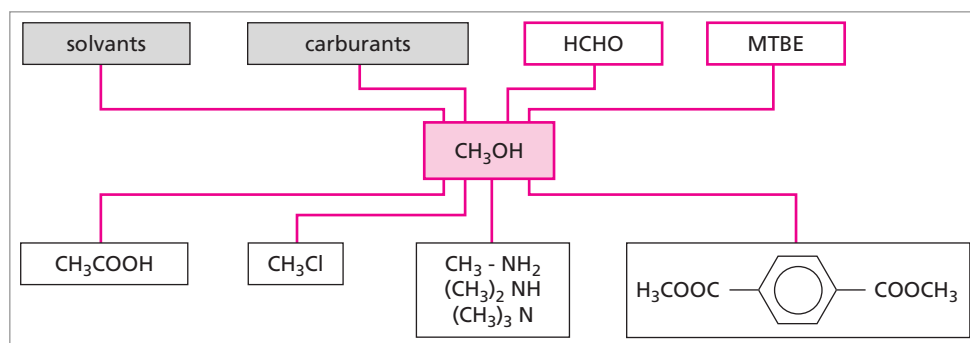 solvants
carburants
HCHO
MTBE
CH₃OH
CH₃COOH
CH₃Cl
CH₃ - NH₂
(CH₃)₂ NH
(CH₃)₃ N
H₃COOC
COOCH₃